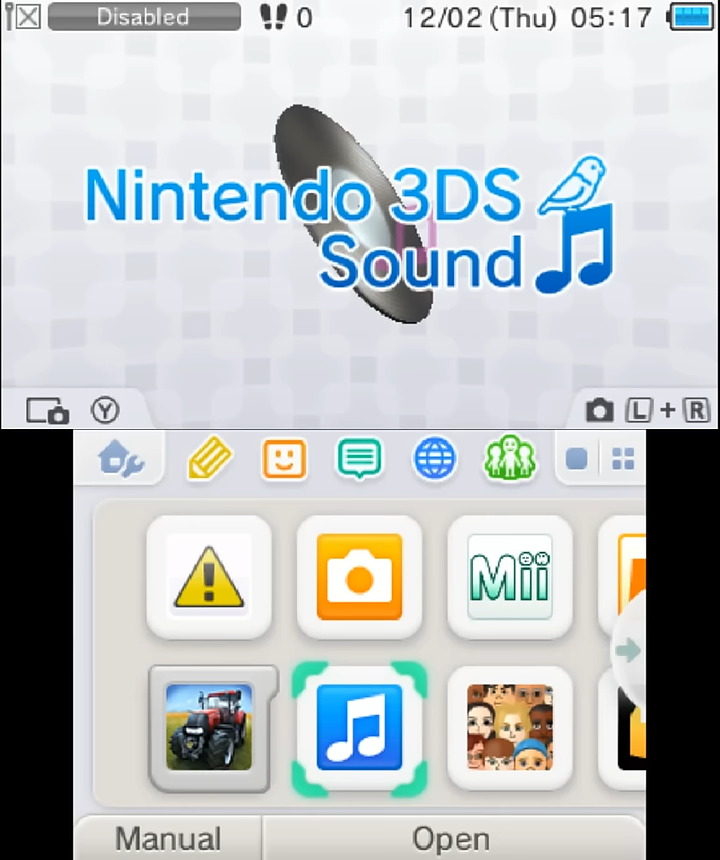 Disabled
0
12/02 (Thu) 05:17
Nintendo 3DS
Sound
Y
L + R
Mii
Manual
Open